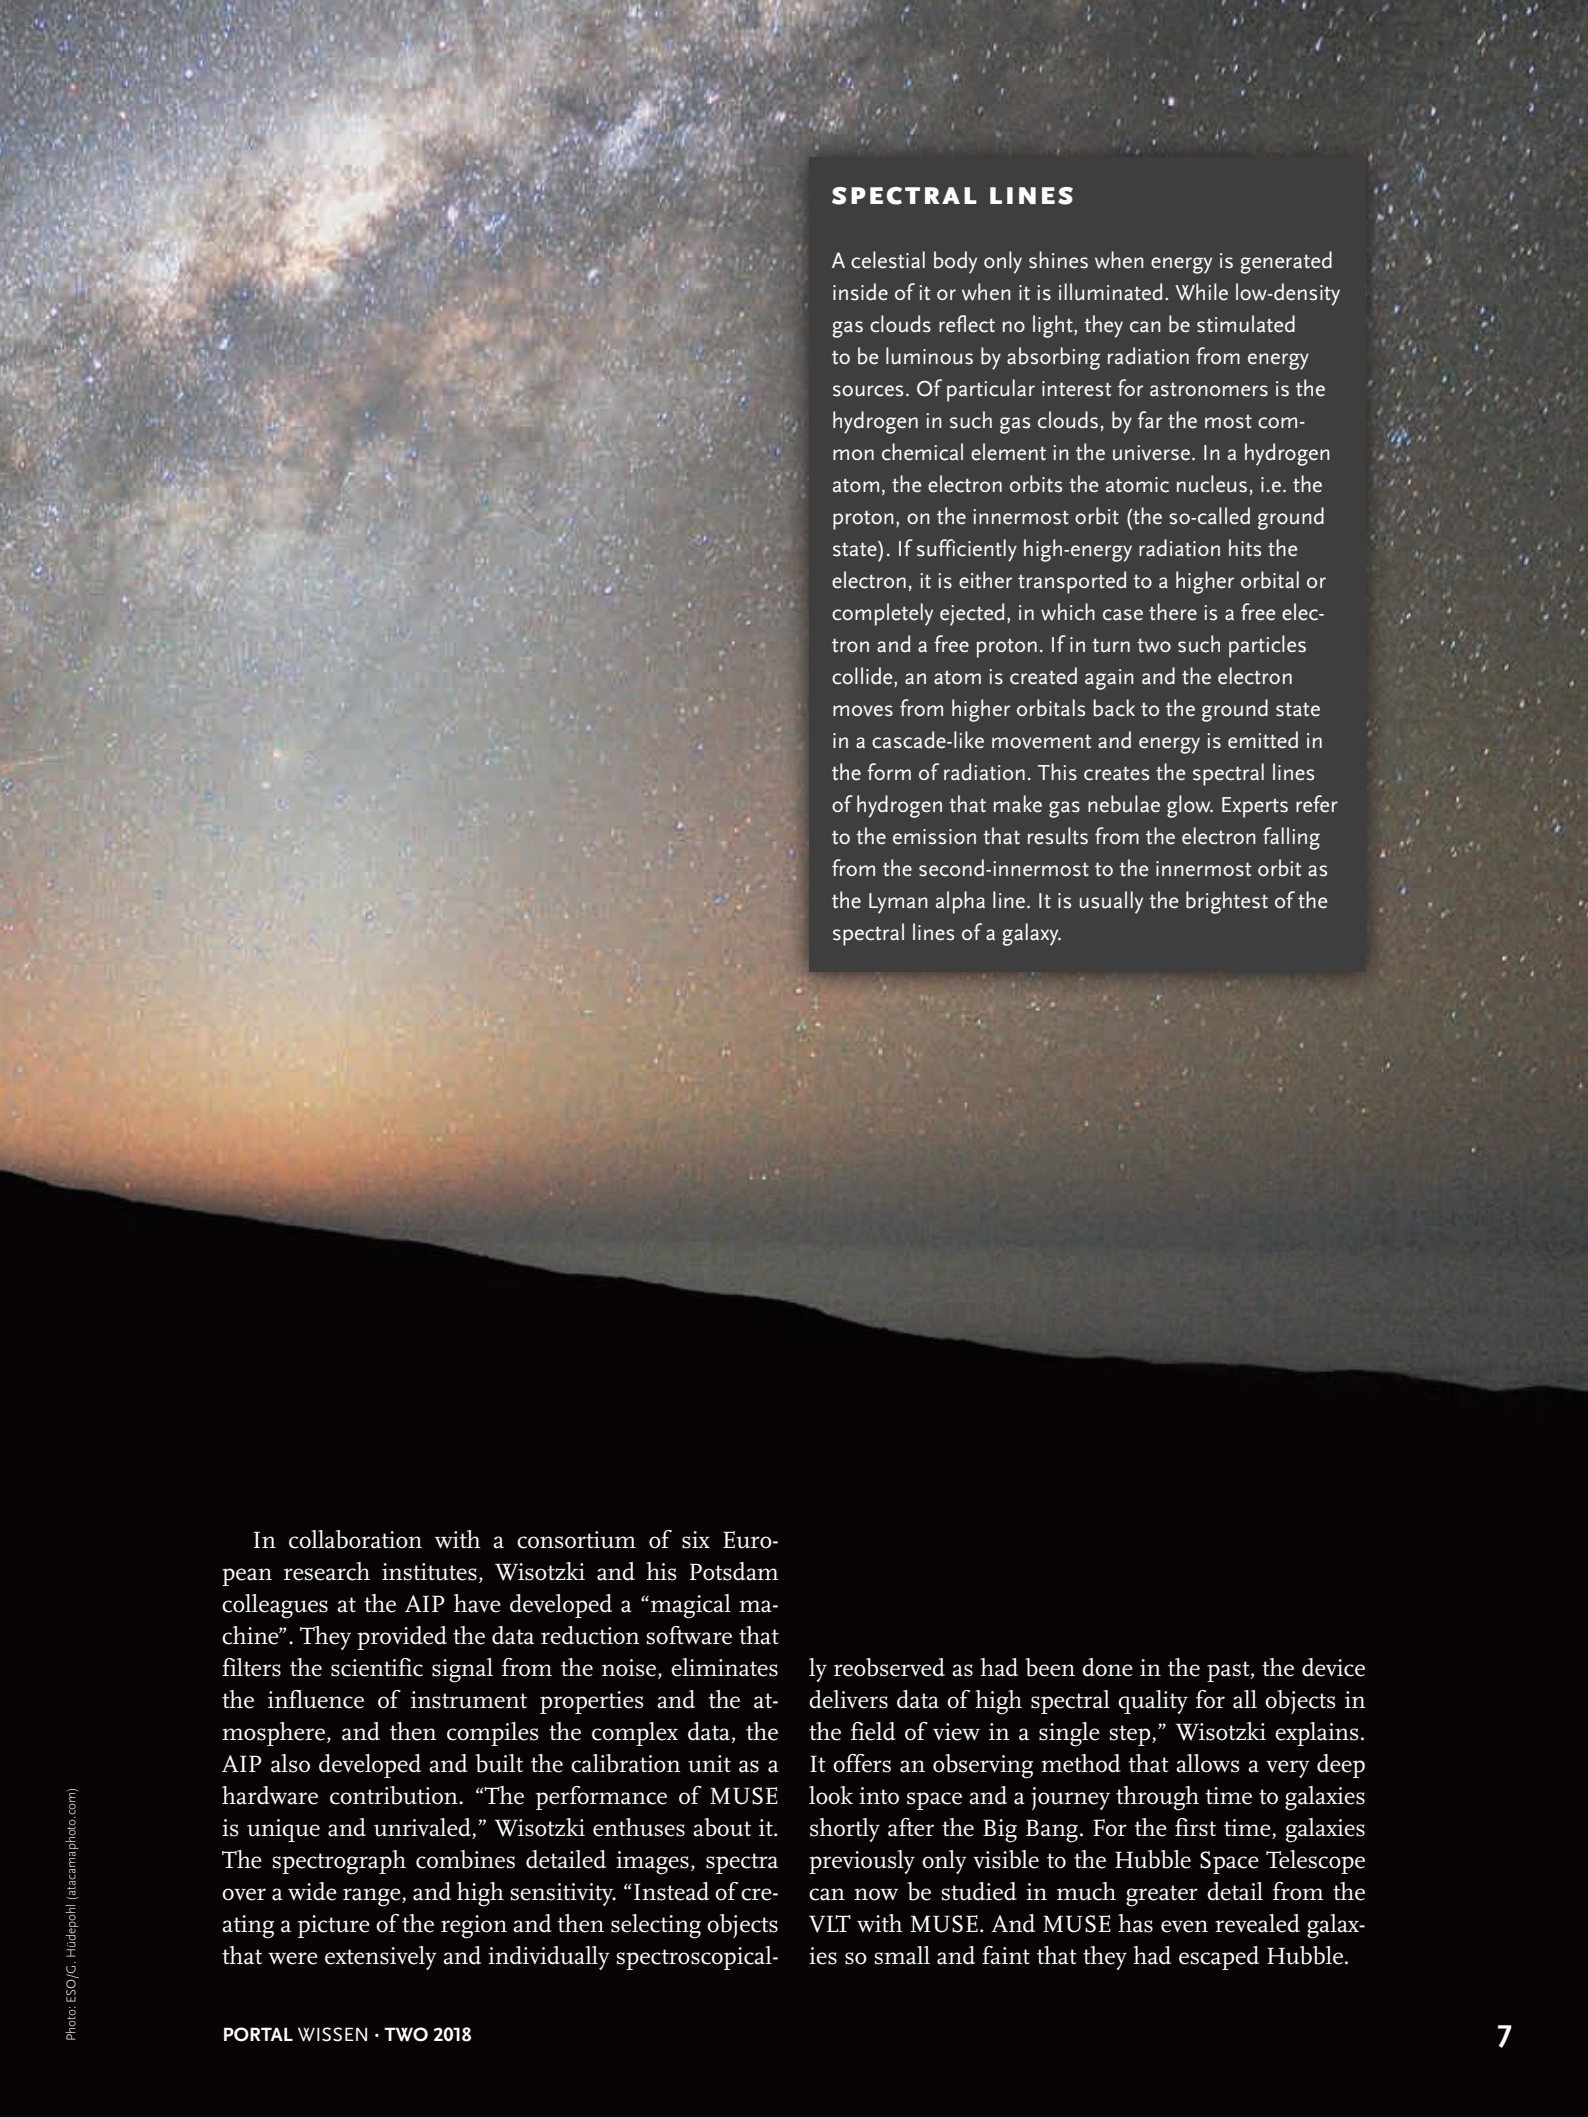 SPECTRAL LINES
A celestial body only shines when energy is generated
inside of it or when it is illuminated. While low-density
gas clouds reflect no light, they can be stimulated
to be luminous by absorbing radiation from energy
sources. Of particular interest for astronomers is the
hydrogen in such gas clouds, by far the most com-
mon chemical element in the universe. In a hydrogen
atom, the electron orbits the atomic nucleus, i.e. the
proton, on the innermost orbit (the so-called ground
state). If sufficiently high-energy radiation hits the
electron, it is either transported to a higher orbital or
completely ejected, in which case there is a free elec-
tron and a free proton. If in turn two such particles
collide, an atom is created again and the electron
moves from higher orbitals back to the ground state
in a cascade-like movement and energy is emitted in
the form of radiation. This creates the spectral lines
of hydrogen that make gas nebulae glow. Experts refer
to the emission that results from the electron falling
from the second-innermost to the innermost orbit as
the Lyman alpha line. It is usually the brightest of the
spectral lines of a galaxy.
In collaboration with a consortium of six Euro-
pean research institutes, Wisotzki and his Potsdam
colleagues at the AIP have developed a “magical ma-
chine”. They provided the data reduction software that
filters the scientific signal from the noise, eliminates
the influence of instrument properties and the at-
mosphere, and then compiles the complex data, the
AIP also developed and built the calibration unit as a
hardware contribution. “The performance of MUSE
is unique and unrivaled,” Wisotzki enthuses about it.
The spectrograph combines detailed images, spectra
over a wide range, and high sensitivity. “Instead of cre-
ating a picture of the region and then selecting objects
that were extensively and individually spectroscopical-
ly reobserved as had been done in the past, the device
delivers data of high spectral quality for all objects in
the field of view in a single step,” Wisotzki explains.
It offers an observing method that allows a very deep
look into space and a journey through time to galaxies
shortly after the Big Bang. For the first time, galaxies
previously only visible to the Hubble Space Telescope
can now be studied in much greater detail from the
VLT with MUSE. And MUSE has even revealed galax-
ies so small and faint that they had escaped Hubble.
Photo: ESO/G. Hüdepohl (atacamaphoto.com)
PORTAL WISSEN · TWO 2018
7